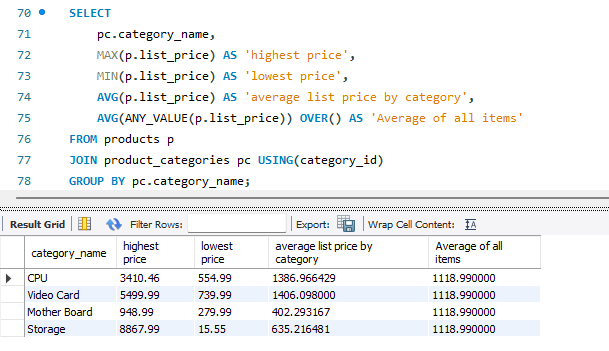 70 SELECT
71 pc.category_name,
72 MAX(p.list_price) AS 'highest price',
73 MIN(p.list_price) AS 'lowest price',
74 AVG(p.list_price) AS 'average list price by category',
75 AVG(ANY_VALUE(p.list_price)) OVER() AS 'Average of all items'
76 FROM products p
77 JOIN product_categories pc USING(category_id)
78 GROUP BY pc.category_name;
Result Grid Filter Rows: Export: Wrap Cell Content:
category_name highest price lowest price average list price by category Average of all items
CPU 3410.46 554.99 1386.966429 1118.990000
Video Card 5499.99 739.99 1406.098000 1118.990000
Mother Board 948.99 279.99 402.293167 1118.990000
Storage 8867.99 15.55 635.216481 1118.990000